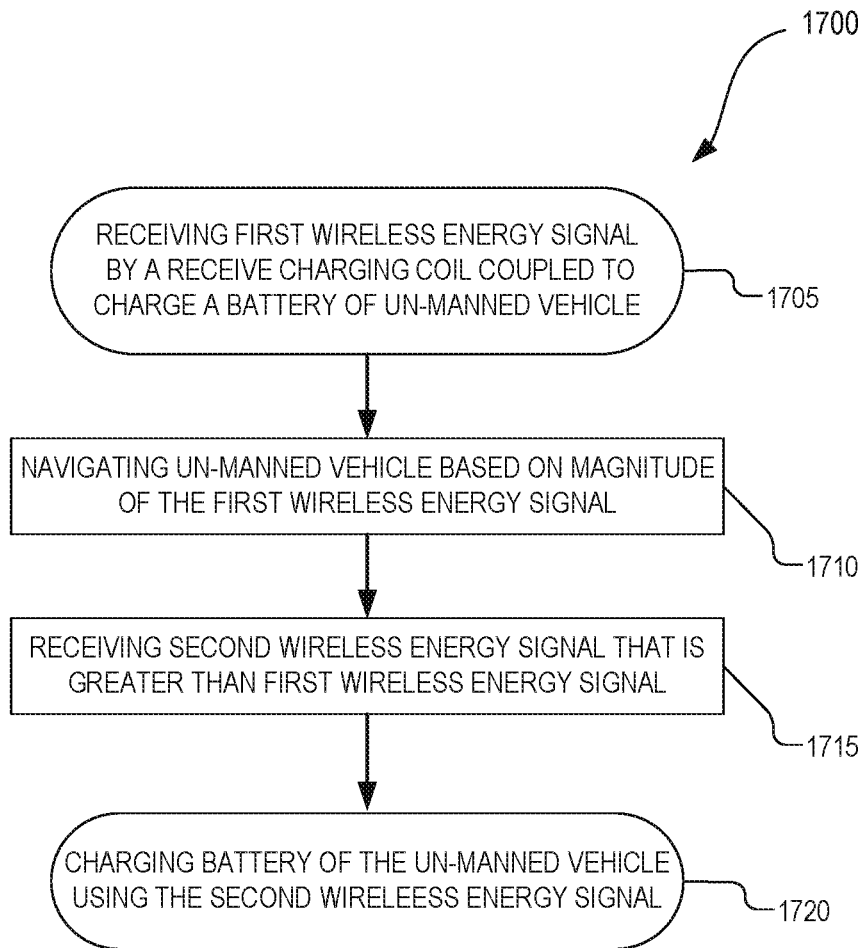 1700
RECEIVING FIRST WIRELESS ENERGY SIGNAL
BY A RECEIVE CHARGING COIL COUPLED TO
CHARGE A BATTERY OF UN-MANNED VEHICLE
1705
NAVIGATING UN-MANNED VEHICLE BASED ON MAGNITUDE
OF THE FIRST WIRELESS ENERGY SIGNAL
1710
RECEIVING SECOND WIRELESS ENERGY SIGNAL THAT IS
GREATER THAN FIRST WIRELESS ENERGY SIGNAL
1715
CHARGING BATTERY OF THE UN-MANNED VEHICLE
USING THE SECOND WIRELEESS ENERGY SIGNAL
1720